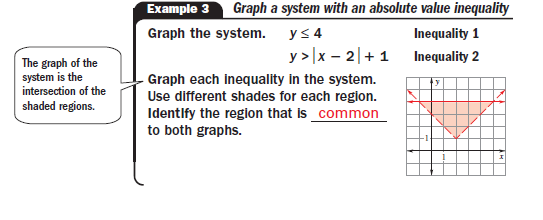 Example 3 Graph a system with an absolute value inequality
Graph the system. y ≤ 4 Inequality 1
y > |x − 2| + 1 Inequality 2
The graph of the
system is the
intersection of the
shaded regions.
Graph each inequality in the system.
Use different shades for each region.
Identify the region that is common
to both graphs.
y
1
1
x